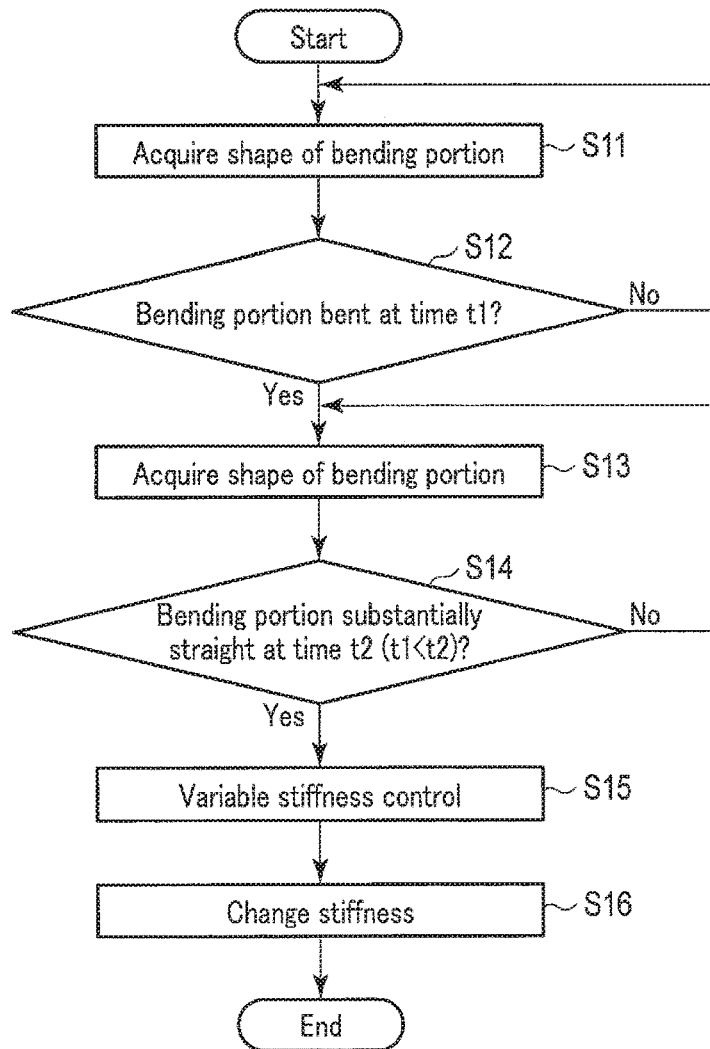 Start
Acquire shape of bending portion
S11
S12
Bending portion bent at time t1?
No
Yes
Acquire shape of bending portion
S13
S14
Bending portion substantially
straight at time t2 (t1<t2)?
No
Yes
Variable stiffness control
S15
Change stiffness
S16
End